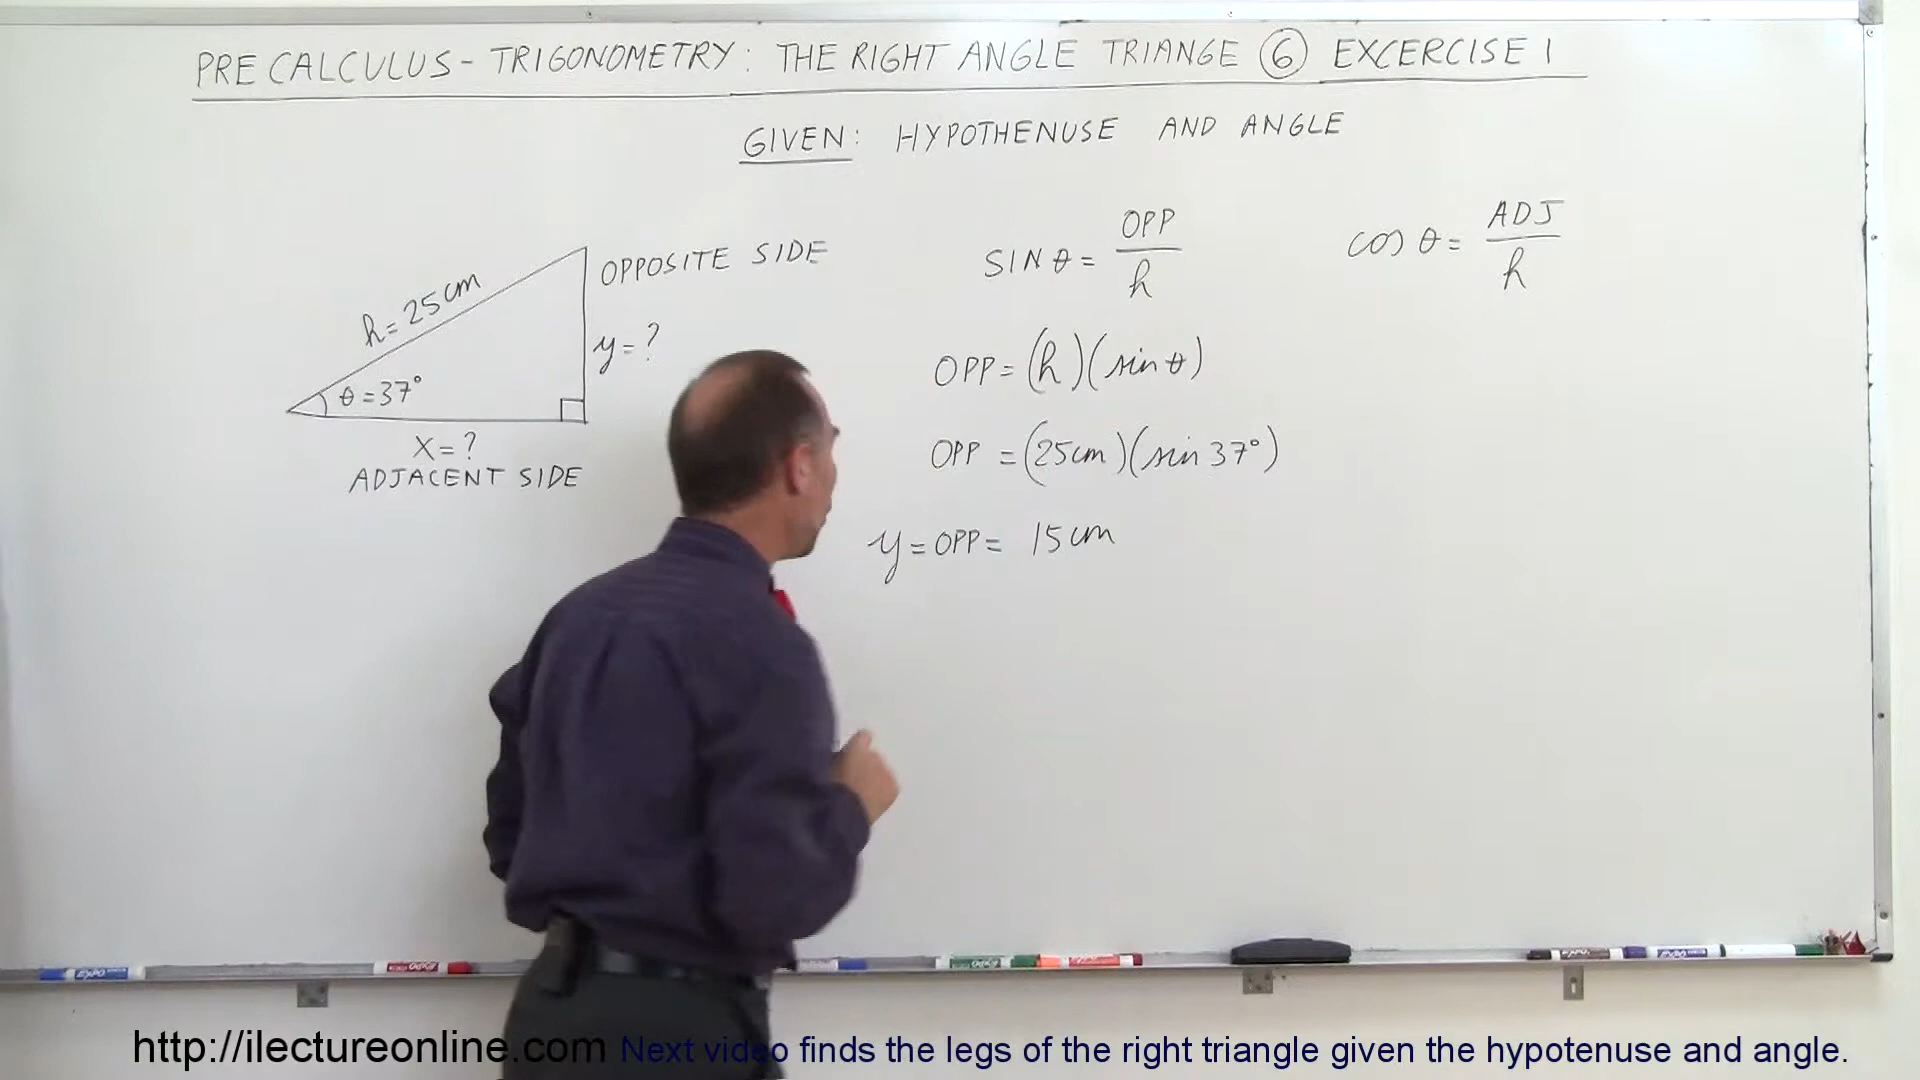 PRE CALCULUS - TRIGONOMETRY: THE RIGHT ANGLE TRIANGE ⑥ EXCERCISE 1
GIVEN: HYPOTHENUSE AND ANGLE
h = 25 cm
OPPOSITE SIDE
y = ?
θ = 37°
x = ?
ADJACENT SIDE
SIN θ = OPP / h
OPP = (h)(sin θ)
OPP = (25cm)(sin 37°)
y = OPP = 15 cm
COS θ = ADJ / h
EXPO
EXPO
http://ilectureonline.com Next video finds the legs of the right triangle given the hypotenuse and angle.